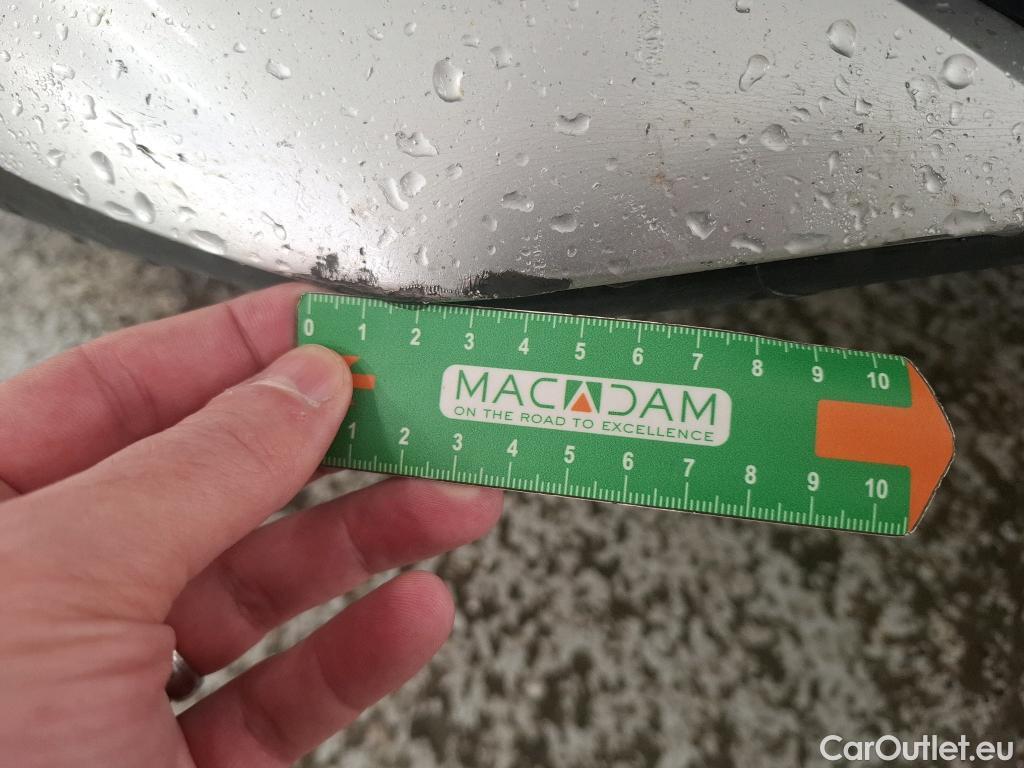 0 1 2 3 4 5 6 7 8 9 10
MACADAM
ON THE ROAD TO EXCELLENCE
1 2 3 4 5 6 7 8 9 10
CarOutlet.eu